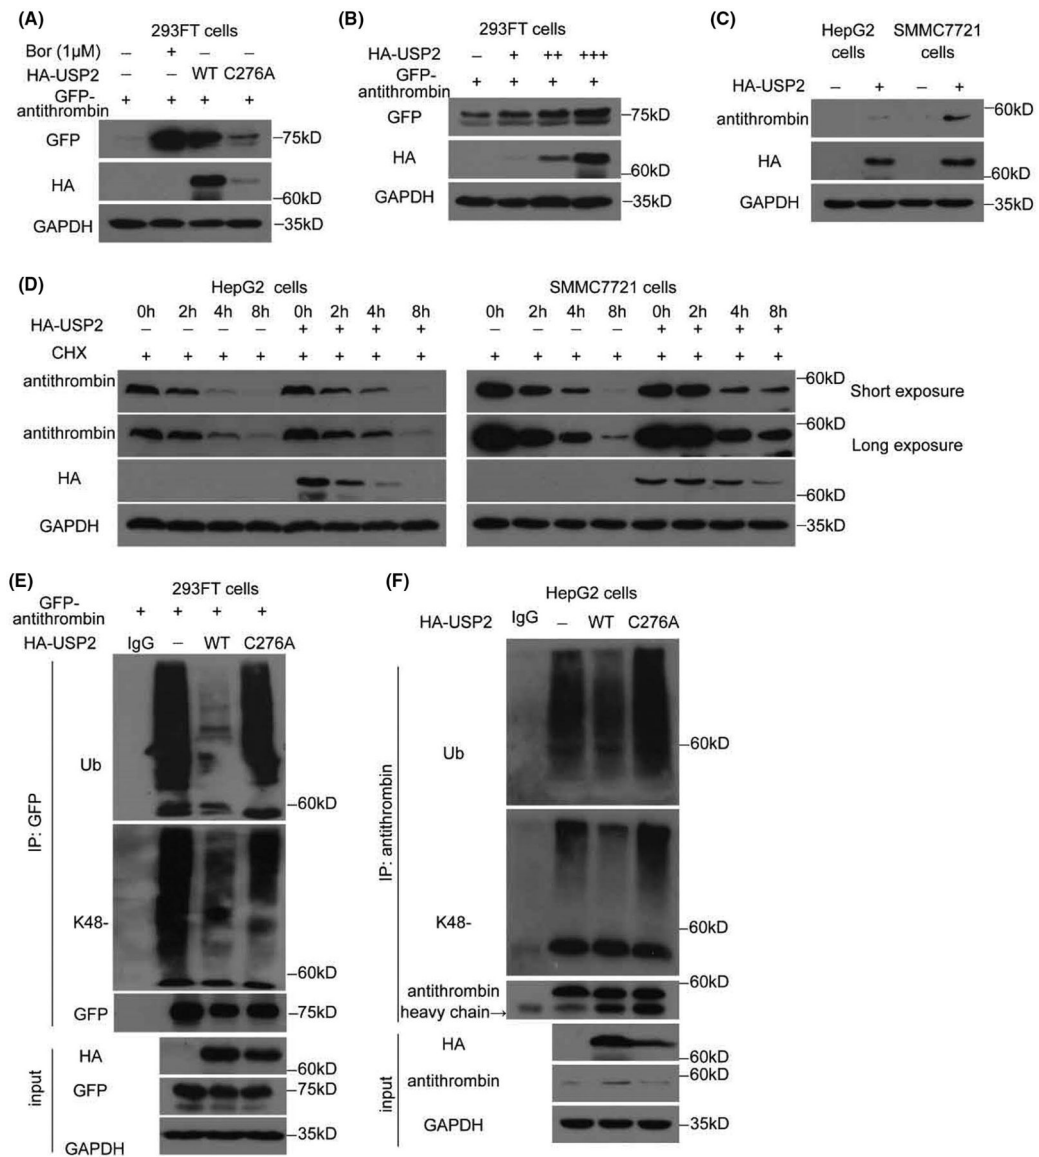 (A)
293FT cells
Bor (1μM) – + – –
HA-USP2 – – WT C276A
GFP-
antithrombin + + + +
GFP –75kD
HA –60kD
GAPDH –35kD
(B)
293FT cells
HA-USP2 – + ++ +++
GFP-
antithrombin + + + +
GFP –75kD
HA –60kD
GAPDH –35kD
(C)
HepG2 SMMC7721
cells cells
HA-USP2 – + – +
antithrombin –60kD
HA –60kD
GAPDH –35kD
(D)
HepG2 cells SMMC7721 cells
0h 2h 4h 8h 0h 2h 4h 8h 0h 2h 4h 8h 0h 2h 4h 8h
HA-USP2 – – – – + + + + – – – – + + + +
CHX + + + + + + + + + + + + + + + +
antithrombin –60kD Short exposure
antithrombin –60kD Long exposure
HA –60kD
GAPDH –35kD
(E)
293FT cells
GFP-
antithrombin + + + +
HA-USP2 IgG – WT C276A
IP: GFP
Ub –60kD
K48- –60kD
GFP –75kD
input
HA –60kD
GFP –75kD
GAPDH –35kD
(F)
HepG2 cells
HA-USP2 IgG – WT C276A
IP: antithrombin
Ub –60kD
K48- –60kD
antithrombin –60kD
heavy chain→
input
HA –60kD
antithrombin –60kD
GAPDH –35kD